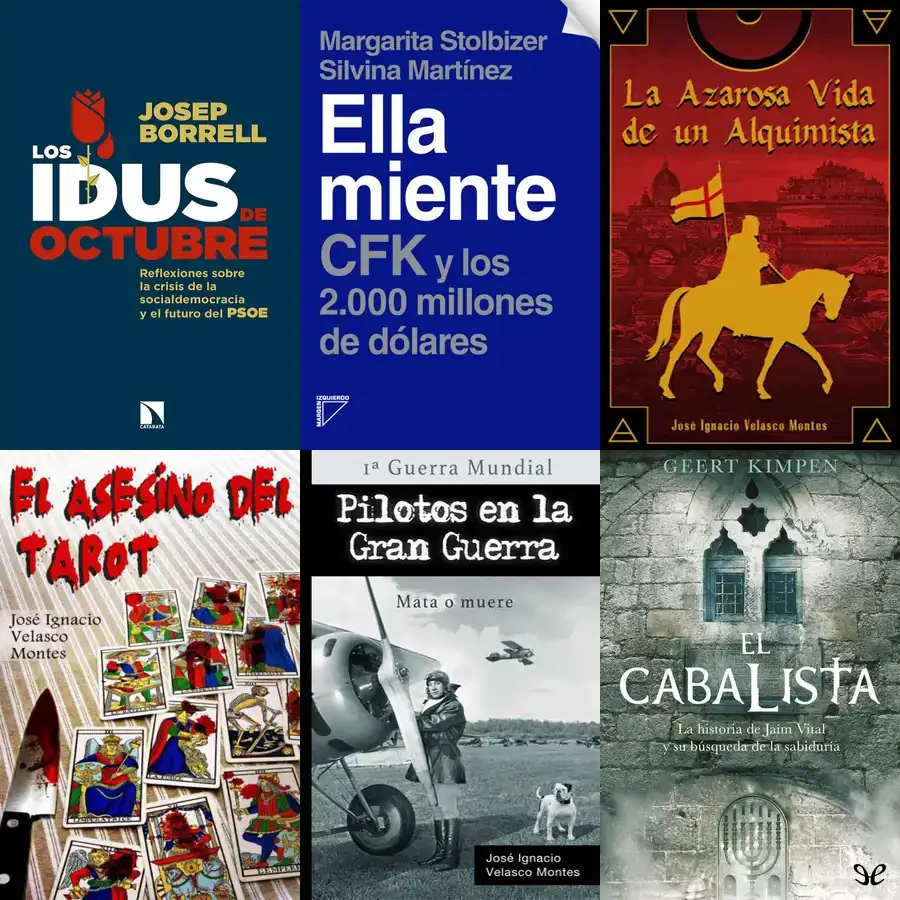 JOSEP
BORRELL
LOS
IDUS
DE
OCTUBRE
Reflexiones sobre
la crisis de la
socialdemocracia
y el futuro del PSOE
CATARATA
Margarita Stolbizer
Silvina Martínez
Ella
miente
CFK y los
2.000 millones
de dólares
MARGEN
IZQUIERDO
La Azarosa Vida
de un Alquimista
José Ignacio Velasco Montes
EL ASESINO DEL
TAROT
José Ignacio
Velasco
Montes
LA FORCE
L'IMPERATRICE
1ª Guerra Mundial
Pilotos en la
Gran Guerra
Mata o muere
José Ignacio
Velasco Montes
GEERT KIMPEN
EL
CABALISTA
La historia de Jaim Vital
y su búsqueda de la sabiduría